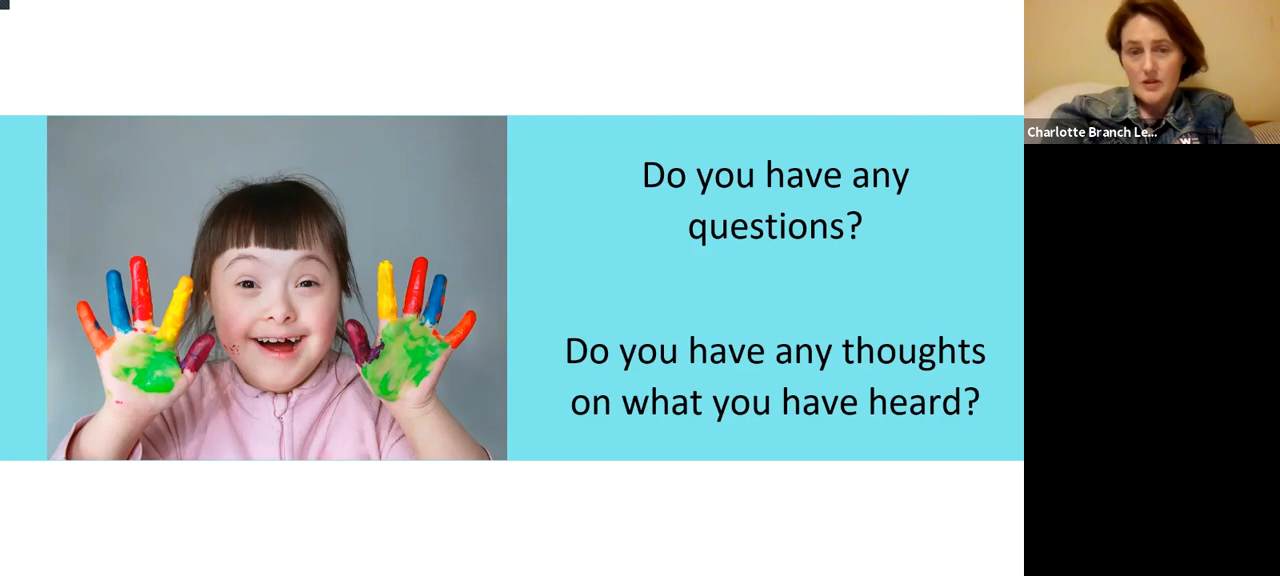 Do you have any
questions?
Do you have any thoughts
on what you have heard?
Charlotte Branch Le...
W